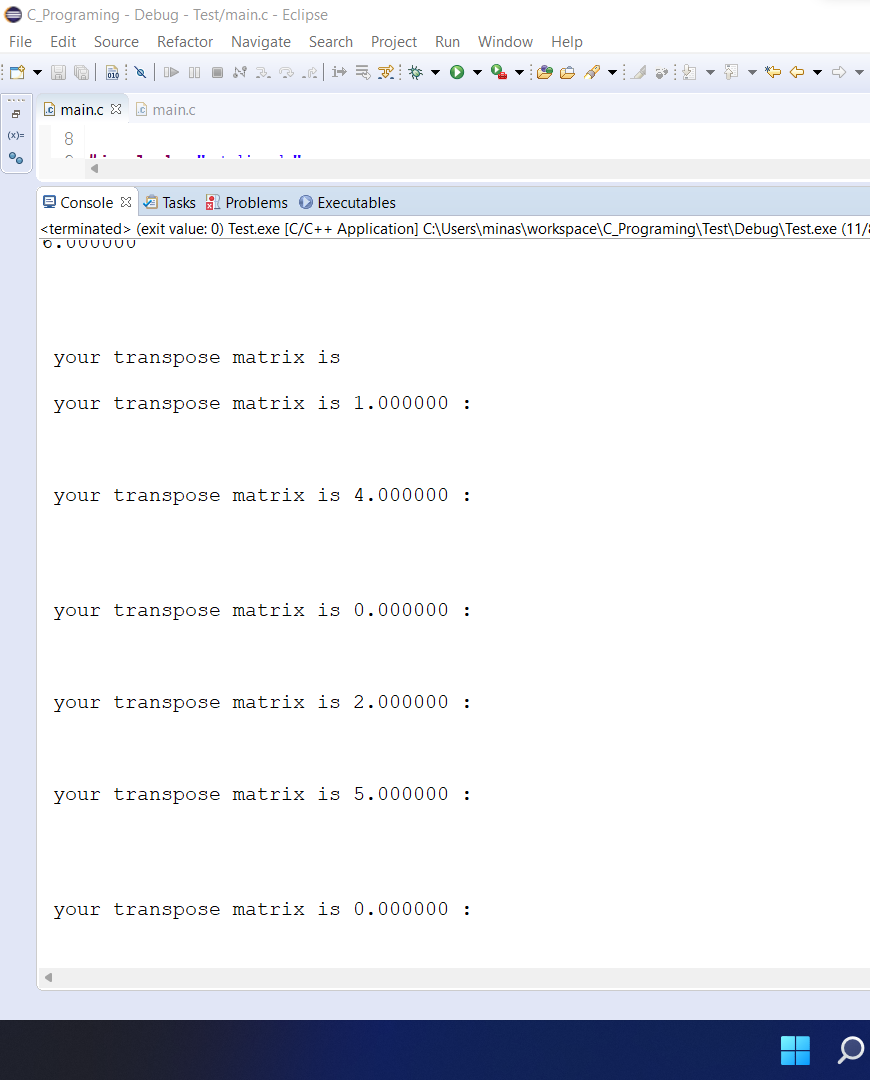 C_Programing - Debug - Test/main.c - Eclipse
File Edit Source Refactor Navigate Search Project Run Window Help
010
main.c main.c
(x)=
8
Console Tasks Problems Executables
<terminated> (exit value: 0) Test.exe [C/C++ Application] C:\Users\minas\workspace\C_Programing\Test\Debug\Test.exe (11/8
6.000000
your transpose matrix is
your transpose matrix is 1.000000 :
your transpose matrix is 4.000000 :
your transpose matrix is 0.000000 :
your transpose matrix is 2.000000 :
your transpose matrix is 5.000000 :
your transpose matrix is 0.000000 :